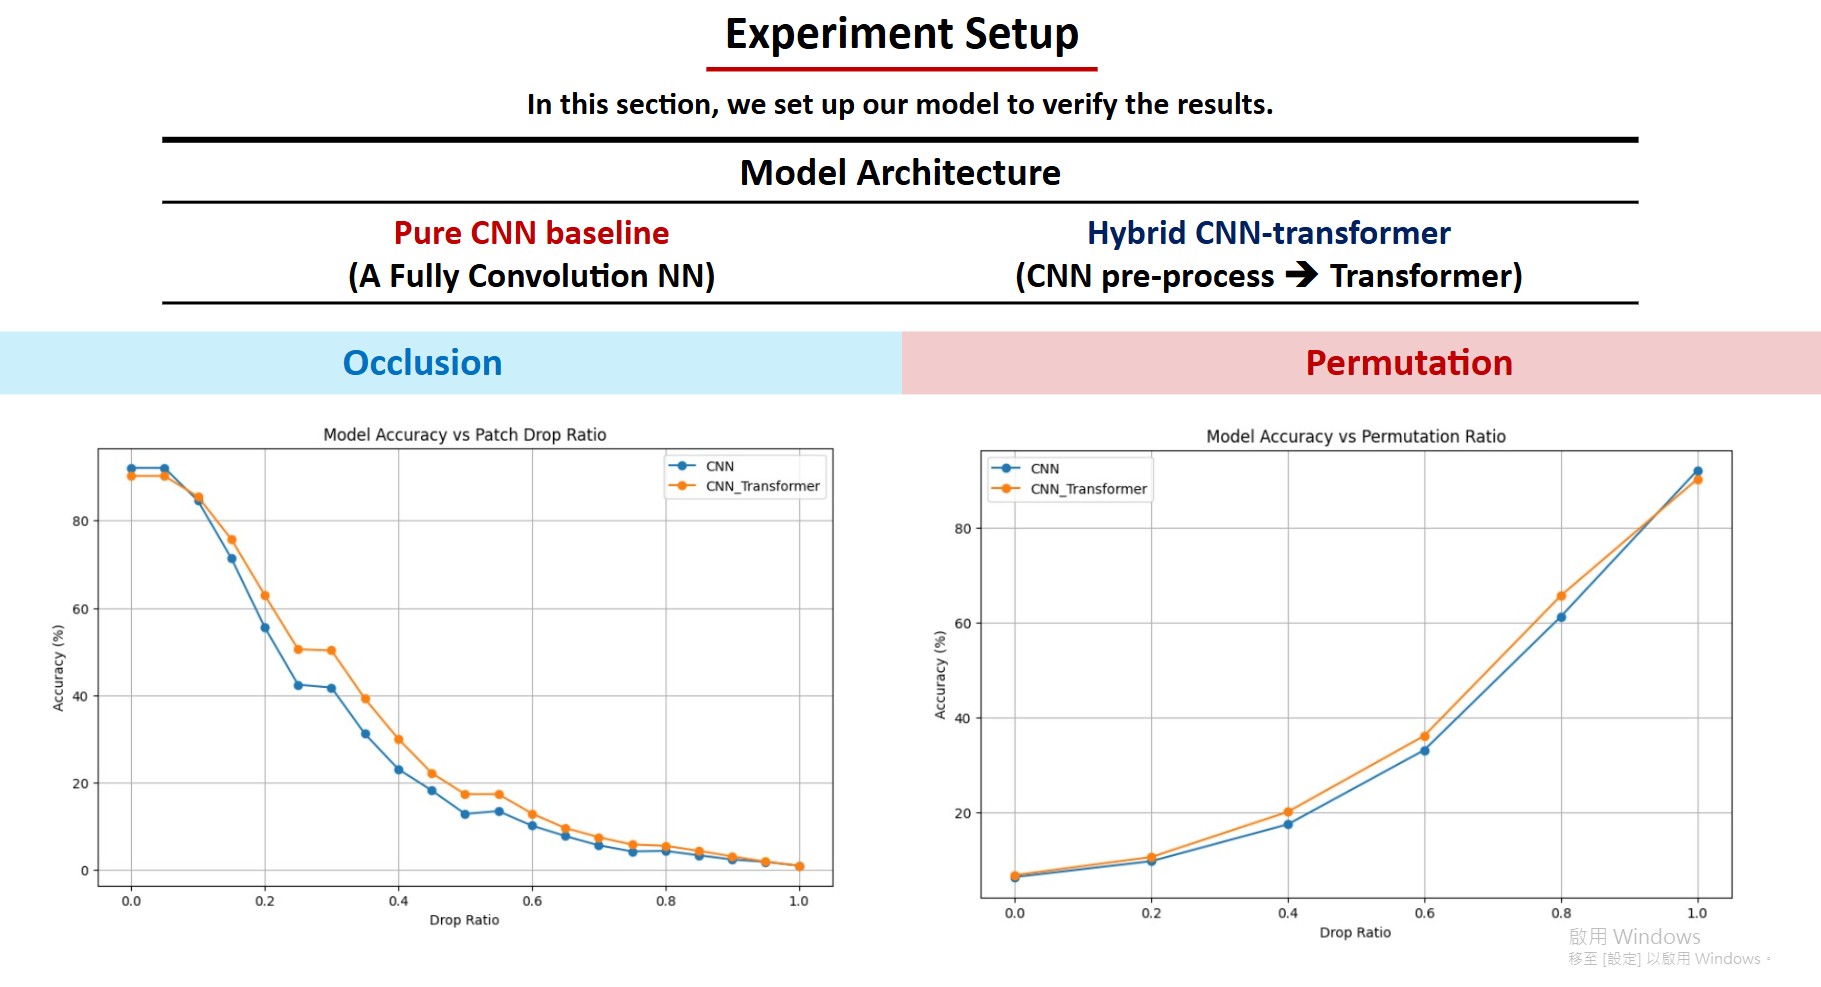 Experiment Setup
In this section, we set up our model to verify the results.
Model Architecture
Pure CNN baseline
(A Fully Convolution NN)
Hybrid CNN-transformer
(CNN pre-process ➔ Transformer)
Occlusion
Permutation
Model Accuracy vs Patch Drop Ratio
CNN
CNN_Transformer
Accuracy (%)
80
60
40
20
0
0.0 0.2 0.4 0.6 0.8 1.0
Drop Ratio
Model Accuracy vs Permutation Ratio
CNN
CNN_Transformer
Accuracy (%)
80
60
40
20
0.0 0.2 0.4 0.6 0.8 1.0
Drop Ratio
啟用 Windows
移至 [設定] 以啟用 Windows。